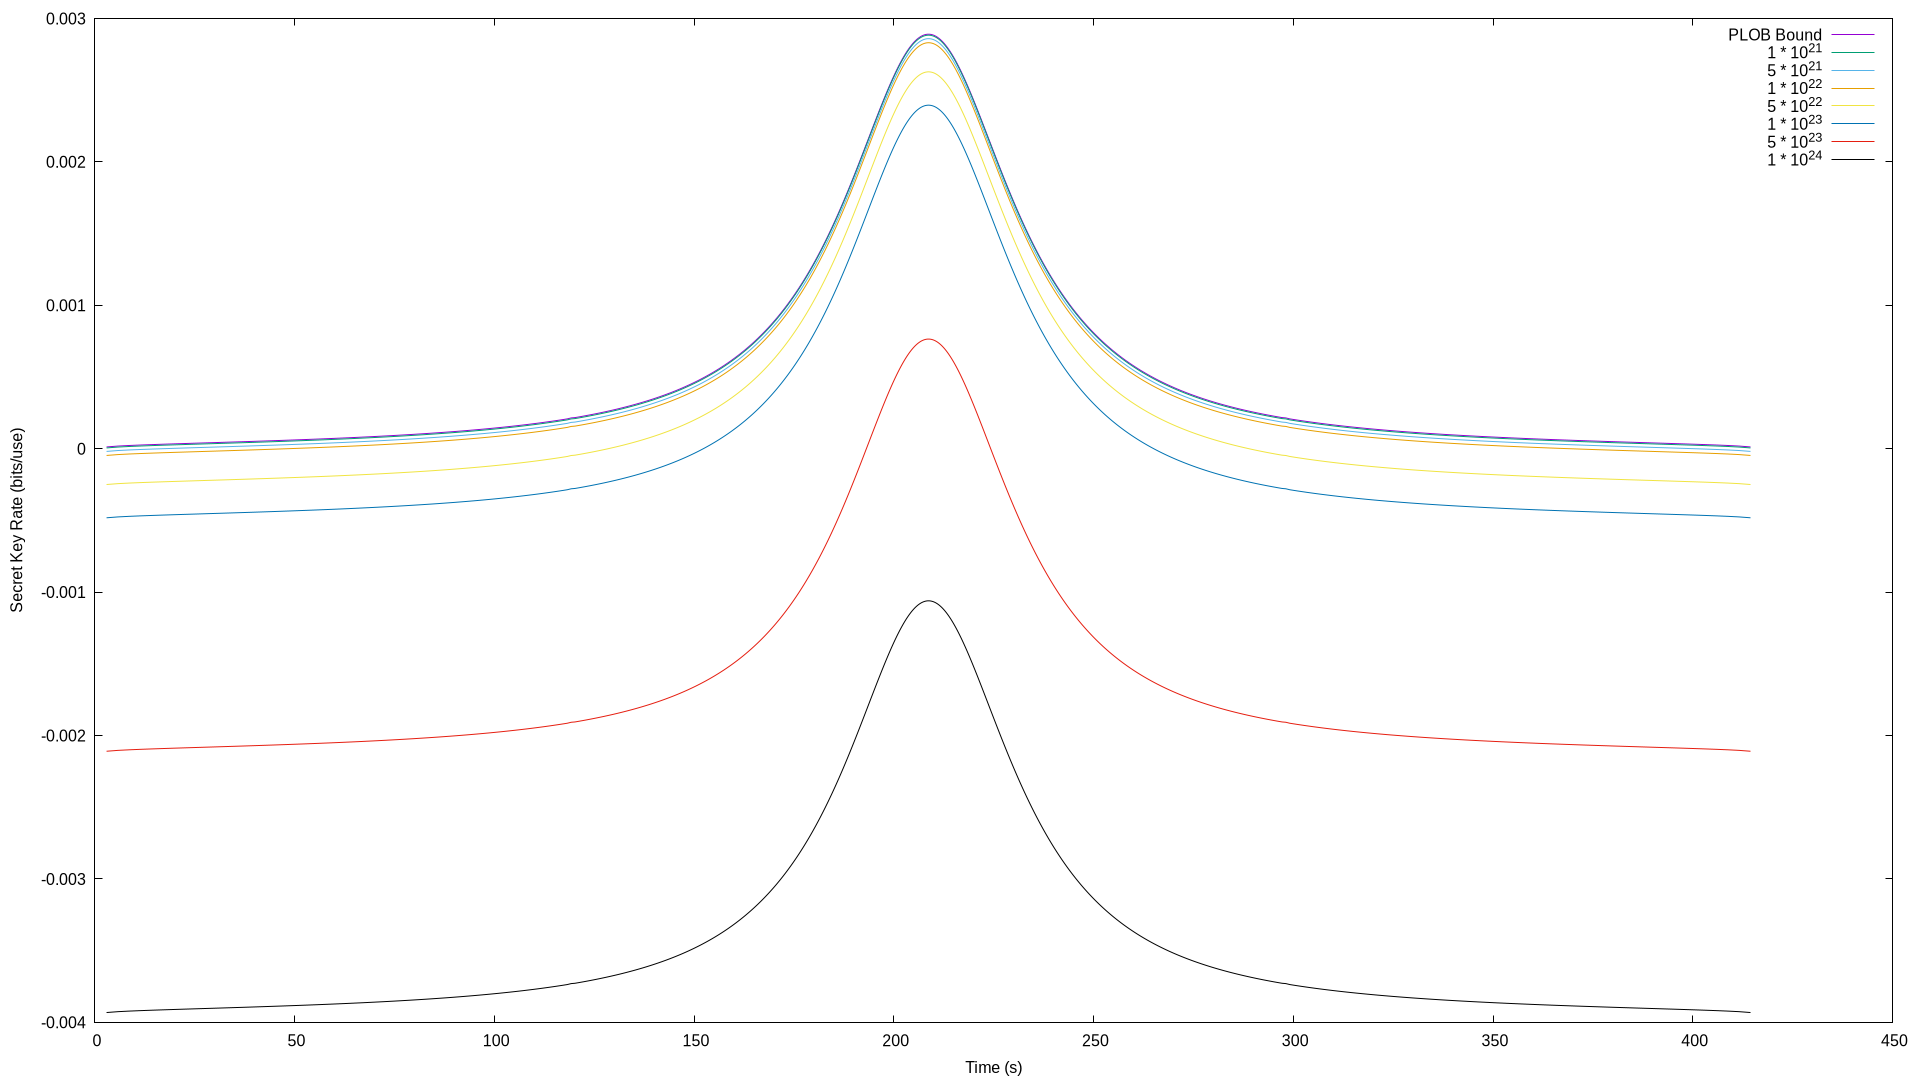 0.003
0.002
0.001
0
-0.001
-0.002
-0.003
-0.004
Secret Key Rate (bits/use)
PLOB Bound
1 * 10^21
5 * 10^21
1 * 10^22
5 * 10^22
1 * 10^23
5 * 10^23
1 * 10^24
0 50 100 150 200 250 300 350 400 450
Time (s)